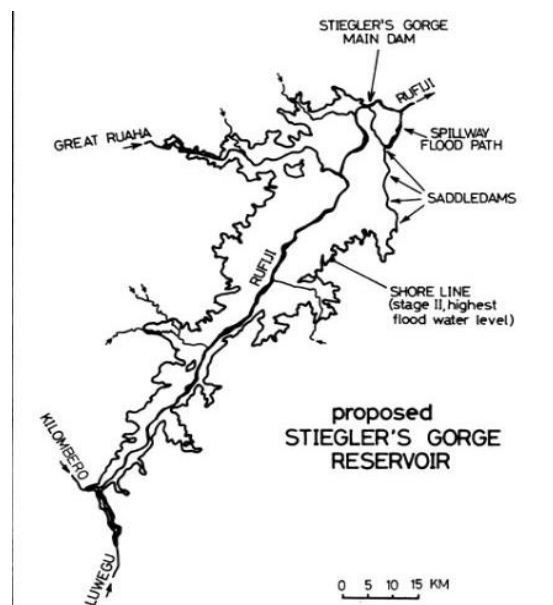 STIEGLER'S GORGE
MAIN DAM
RUFIJI
GREAT RUAHA
SPILLWAY
FLOOD PATH
SADDLEDAMS
RUFIJI
SHORE LINE
(stage II, highest
flood water level)
proposed
STIEGLER'S GORGE
RESERVOIR
KILOMBERO
LUWEGU
0 5 10 15 KM